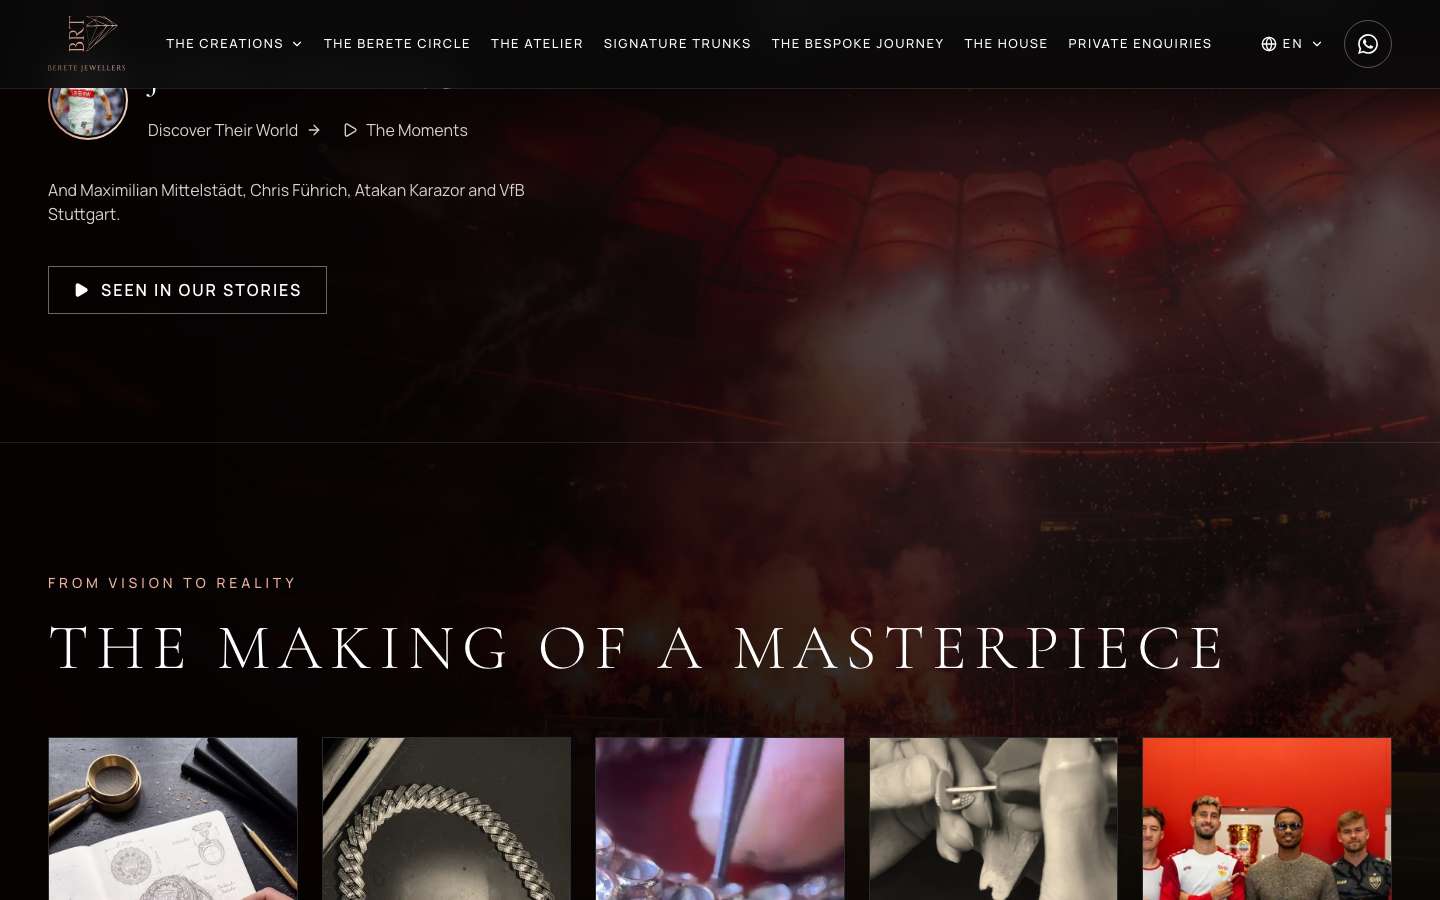 BRT
BERETE JEWELLERS
THE CREATIONS
THE BERETE CIRCLE
THE ATELIER
SIGNATURE TRUNKS
THE BESPOKE JOURNEY
THE HOUSE
PRIVATE ENQUIRIES
EN
Discover Their World
The Moments
And Maximilian Mittelstädt, Chris Führich, Atakan Karazor and VfB
Stuttgart.
SEEN IN OUR STORIES
FROM VISION TO REALITY
THE MAKING OF A MASTERPIECE